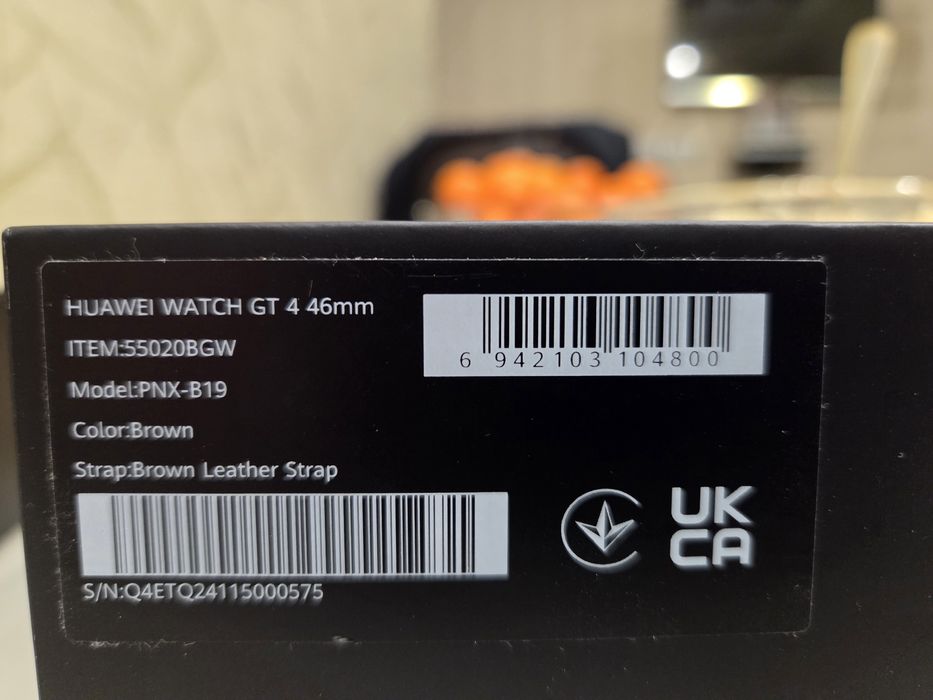 HUAWEI WATCH GT 4 46mm
ITEM:55020BGW
Model:PNX-B19
Color:Brown
Strap:Brown Leather Strap
S/N:Q4ETQ24115000575
6 942103 104800
UK
CA